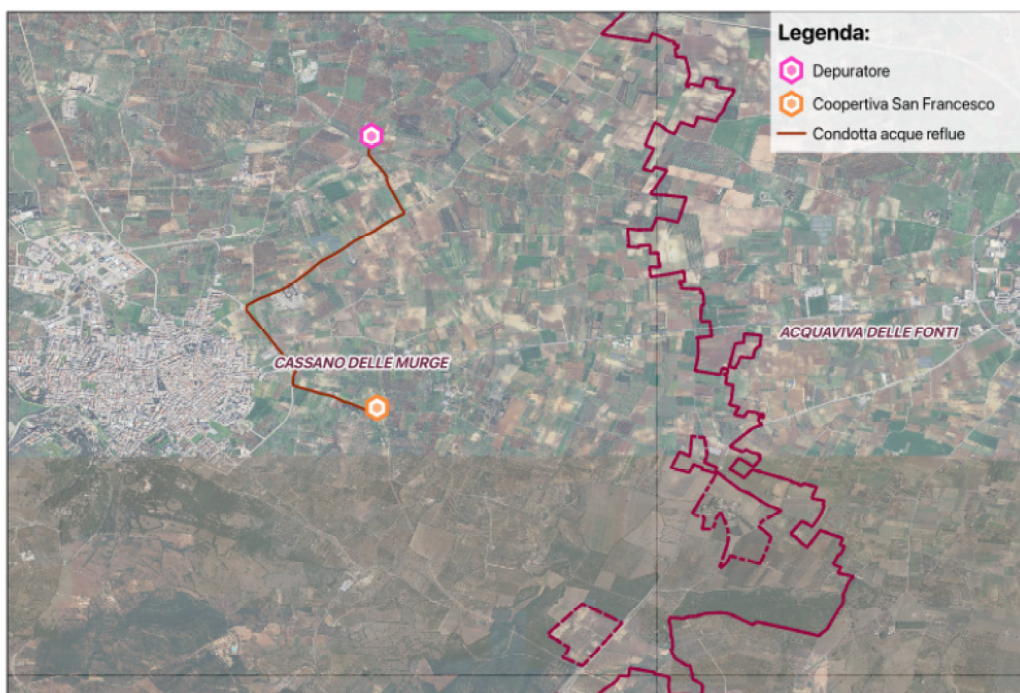 Legenda:
Depuratore
Coopertiva San Francesco
Condotta acque reflue
ACQUAVIVA DELLE FONTI
CASSANO DELLE MURGE